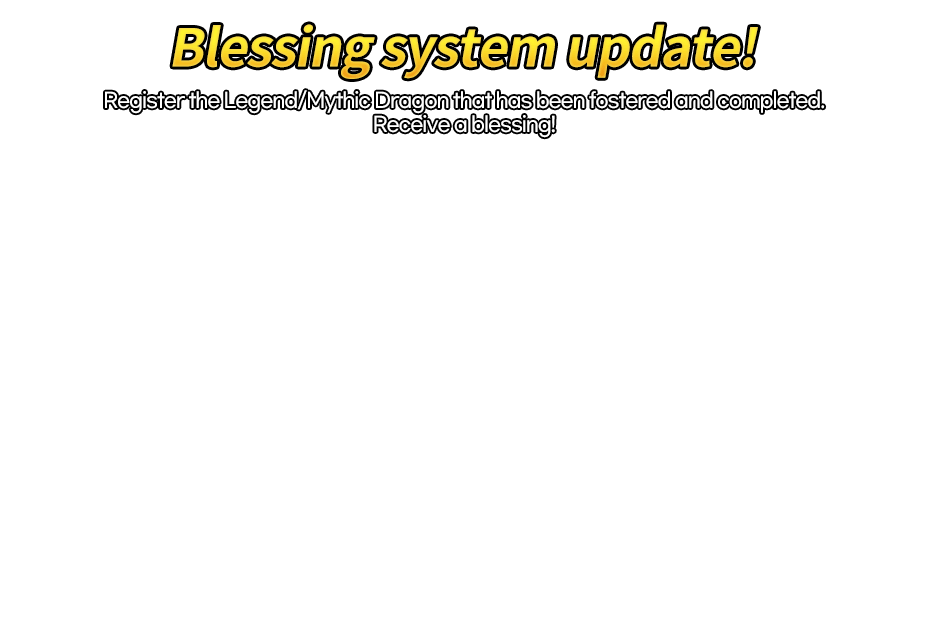 Blessing system update!
Register the Legend/Mythic Dragon that has been fostered and completed.
Receive a blessing!